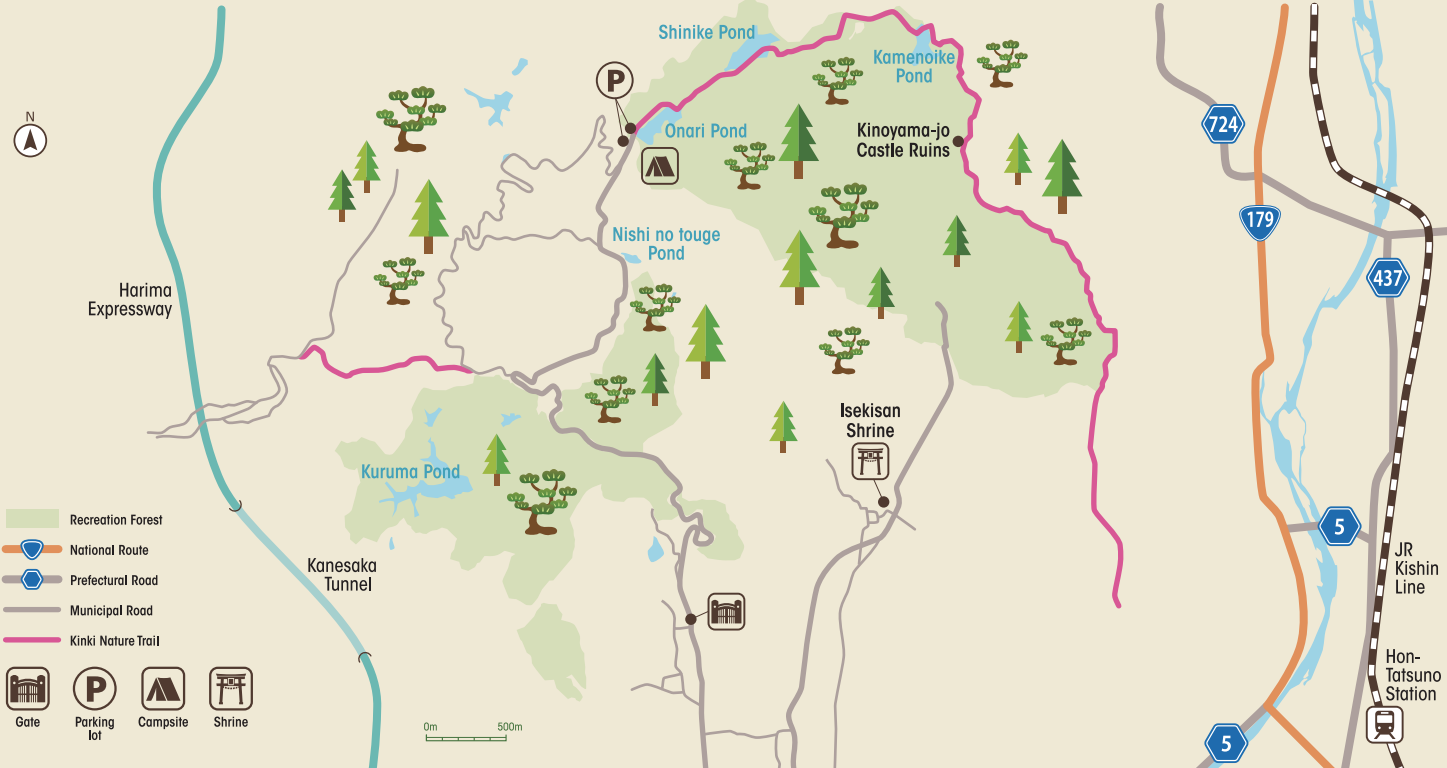 Shinike Pond
Kamenoike
Pond
P
N
Onari Pond
Kinoyama-jo
Castle Ruins
724
179
Nishi no touge
Pond
437
Harima
Expressway
Isekisan
Shrine
Kuruma Pond
Kanesaka
Tunnel
5
JR
Kishin
Line
Hon-
Tatsuno
Station
5
Recreation Forest
National Route
Prefectural Road
Municipal Road
Kinki Nature Trail
P
Gate
Parking
lot
Campsite
Shrine
0m 500m